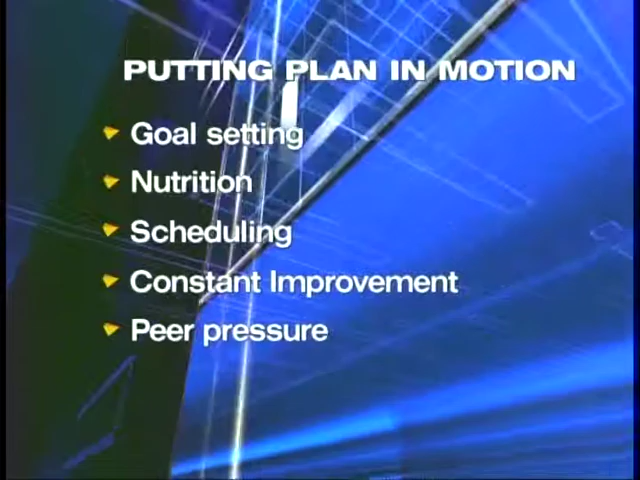 PUTTING PLAN IN MOTION
Goal setting
Nutrition
Scheduling
Constant Improvement
Peer pressure